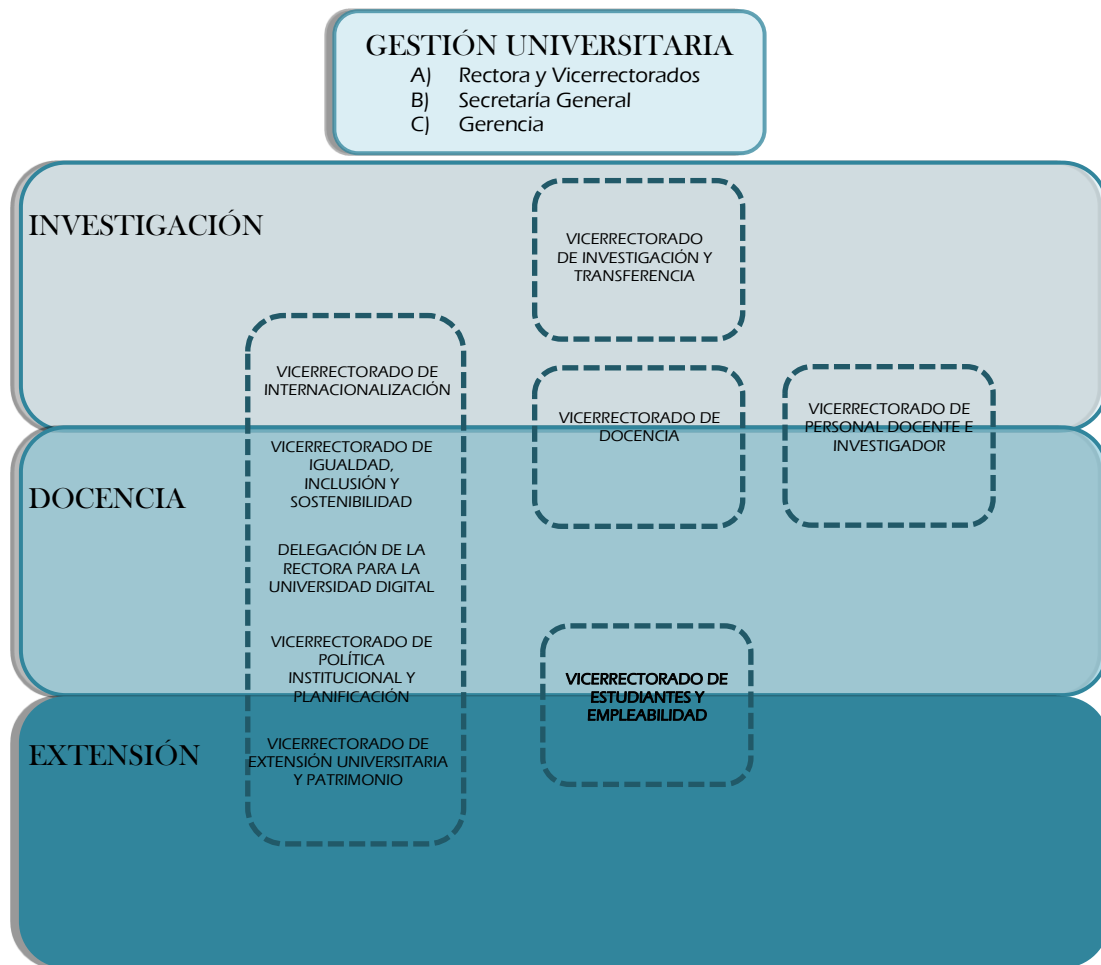 GESTIÓN UNIVERSITARIA
A) Rectora y Vicerrectorados
B) Secretaría General
C) Gerencia
INVESTIGACIÓN
VICERRECTORADO
DE INVESTIGACIÓN Y
TRANSFERENCIA
VICERRECTORADO DE
INTERNACIONALIZACIÓN
VICERRECTORADO DE
DOCENCIA
VICERRECTORADO DE
PERSONAL DOCENTE E
INVESTIGADOR
DOCENCIA
VICERRECTORADO DE
IGUALDAD,
INCLUSIÓN Y
SOSTENIBILIDAD
DELEGACIÓN DE LA
RECTORA PARA LA
UNIVERSIDAD DIGITAL
VICERRECTORADO DE
POLÍTICA
INSTITUCIONAL Y
PLANIFICACIÓN
VICERRECTORADO DE
ESTUDIANTES Y
EMPLEABILIDAD
EXTENSIÓN
VICERRECTORADO DE
EXTENSIÓN UNIVERSITARIA
Y PATRIMONIO